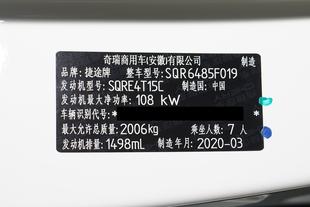 奇瑞商用车(安徽)有限公司 制造
品牌：捷途牌 整车型号：SQR6485F019
发动机型号：SQRE4T15C 制造国：中国
发动机最大净功率：108 kW
车辆识别代号：*
最大允许总质量：2006kg 乘坐人数：7 人
发动机排量：1498mL 制造年月：2020-03